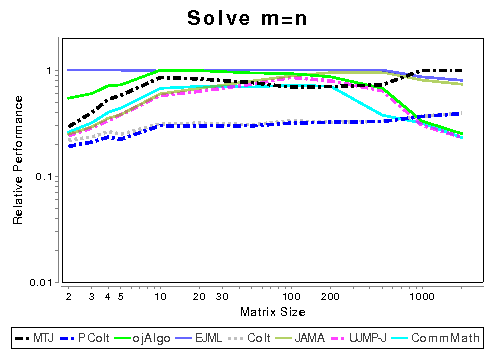 Solve m=n
Relative Performance
1
0.1
0.01
2 3 4 5 10 20 30 100 200 1000
Matrix Size
MTJ PColt ojAlgo EJML Colt JAMA UJMP-J CommMath